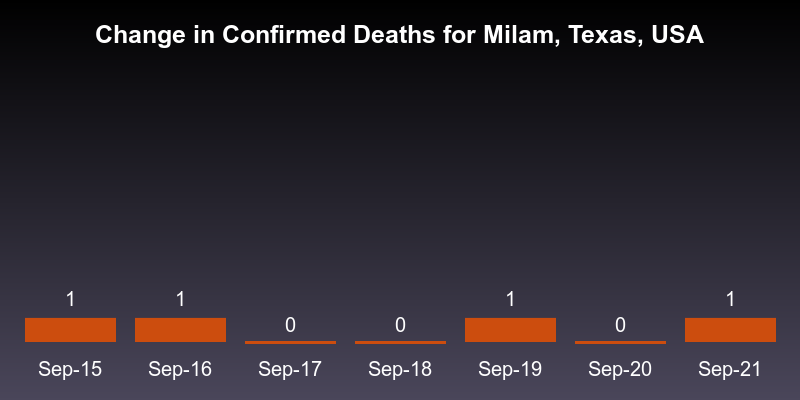 Change in Confirmed Deaths for Milam, Texas, USA
1 1 0 0 1 0 1
Sep-15 Sep-16 Sep-17 Sep-18 Sep-19 Sep-20 Sep-21